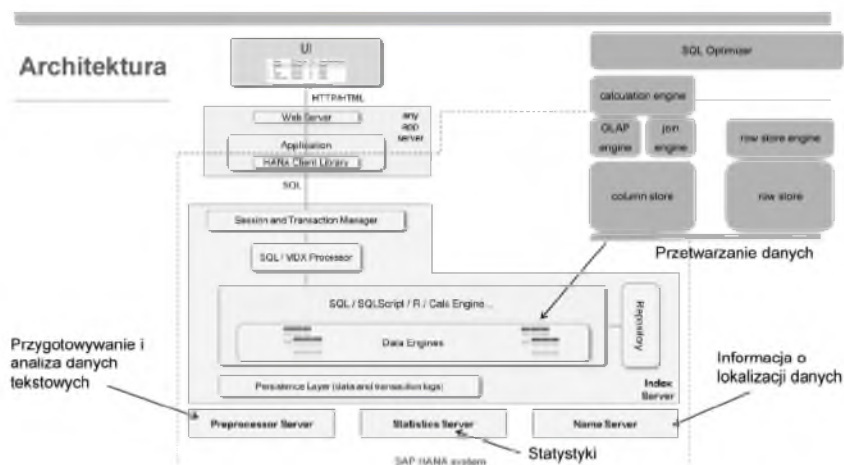 Architektura
UI
HTTP/HTML
Web Server
any
app
server
Application
HANA Client Library
SQL
Session and Transaction Manager
SQL / MDX Processor
SQL / SQLScript / R / Calc Engine ...
Data Engines
Repository
Persistence Layer (data and transaction logs)
Index
Server
Preprocessor Server
Statistics Server
Name Server
SAP HANA system
SQL Optimizer
calculation engine
OLAP
engine
join
engine
row store engine
column store
row store
Przetwarzanie danych
Przygotowywanie i
analiza danych
tekstowych
Informacja o
lokalizacji danych
Statystyki